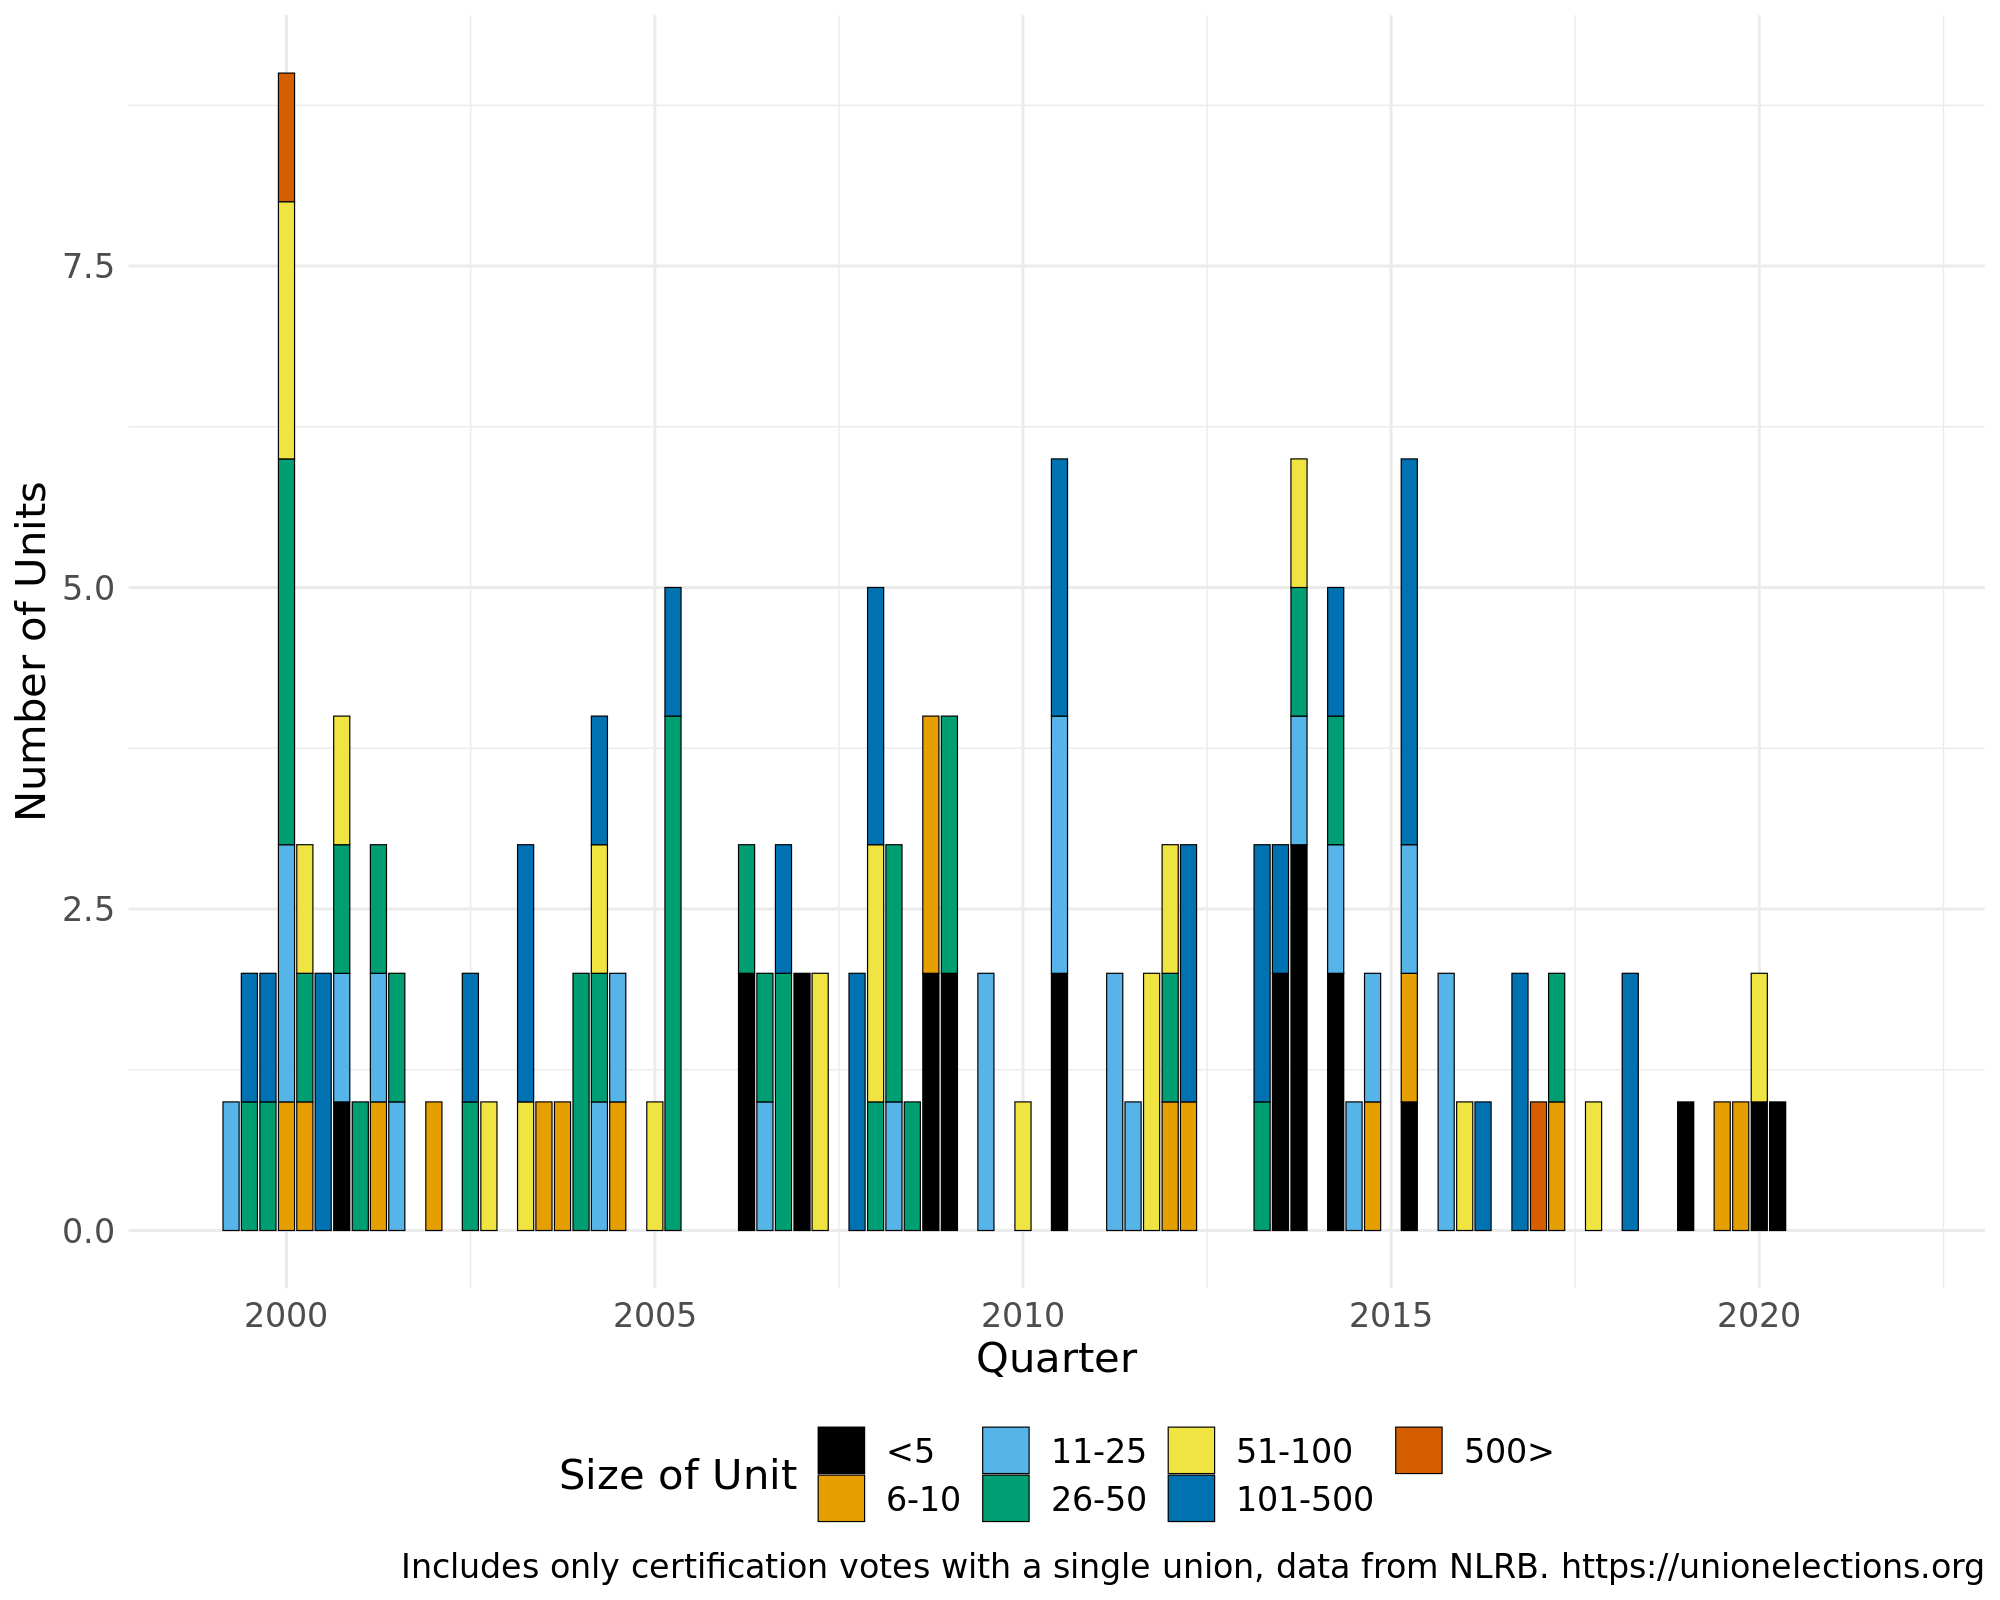 Number of Units
7.5
5.0
2.5
0.0
2000 2005 2010 2015 2020
Quarter
Size of Unit
<5 11-25 51-100 500>
6-10 26-50 101-500
Includes only certification votes with a single union, data from NLRB. https://unionelections.org